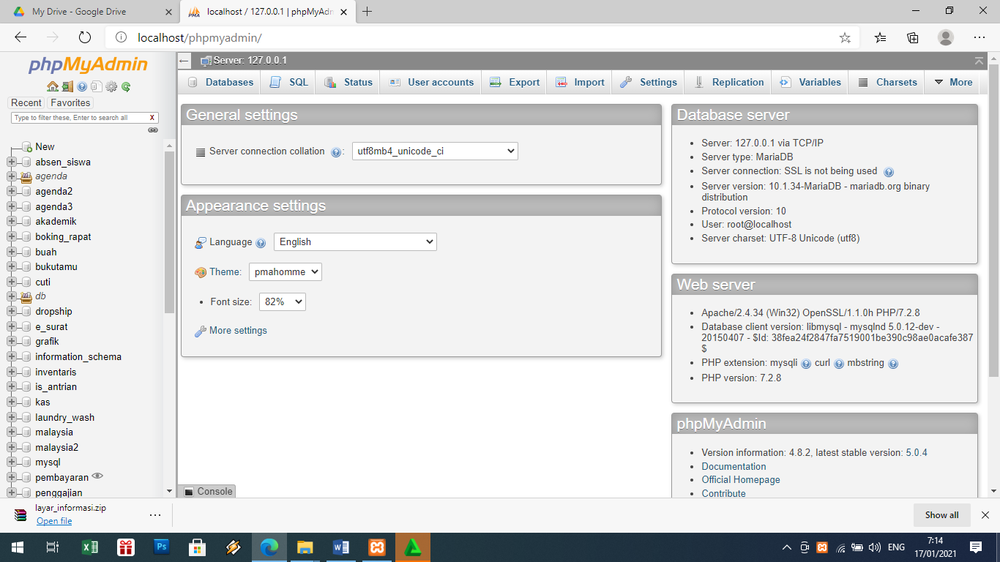 My Drive - Google Drive
localhost / 127.0.0.1 | phpMyAdm
localhost/phpmyadmin/
phpMyAdmin
Recent Favorites
Type to filter these, Enter to search all X
New
absen_siswa
agenda
agenda2
agenda3
akademik
boking_rapat
buah
bukutamu
cuti
db
dropship
e_surat
grafik
information_schema
inventaris
is_antrian
kas
laundry_wash
malaysia
malaysia2
mysql
pembayaran
penggajian
Server: 127.0.0.1
Databases SQL Status User accounts Export Import Settings Replication Variables Charsets More
General settings
Server connection collation : utf8mb4_unicode_ci
Appearance settings
Language English
Theme: pmahomme
Font size: 82%
More settings
Console
Database server
Server: 127.0.0.1 via TCP/IP
Server type: MariaDB
Server connection: SSL is not being used
Server version: 10.1.34-MariaDB - mariadb.org binary
distribution
Protocol version: 10
User: root@localhost
Server charset: UTF-8 Unicode (utf8)
Web server
Apache/2.4.34 (Win32) OpenSSL/1.1.0h PHP/7.2.8
Database client version: libmysql - mysqlnd 5.0.12-dev -
20150407 - $Id: 38fea24f2847fa7519001be390c98ae0acafe387
$
PHP extension: mysqli curl mbstring
PHP version: 7.2.8
phpMyAdmin
Version information: 4.8.2, latest stable version: 5.0.4
Documentation
Official Homepage
Contribute
layar_informasi.zip
Open file
Show all
ENG
7:14
17/01/2021